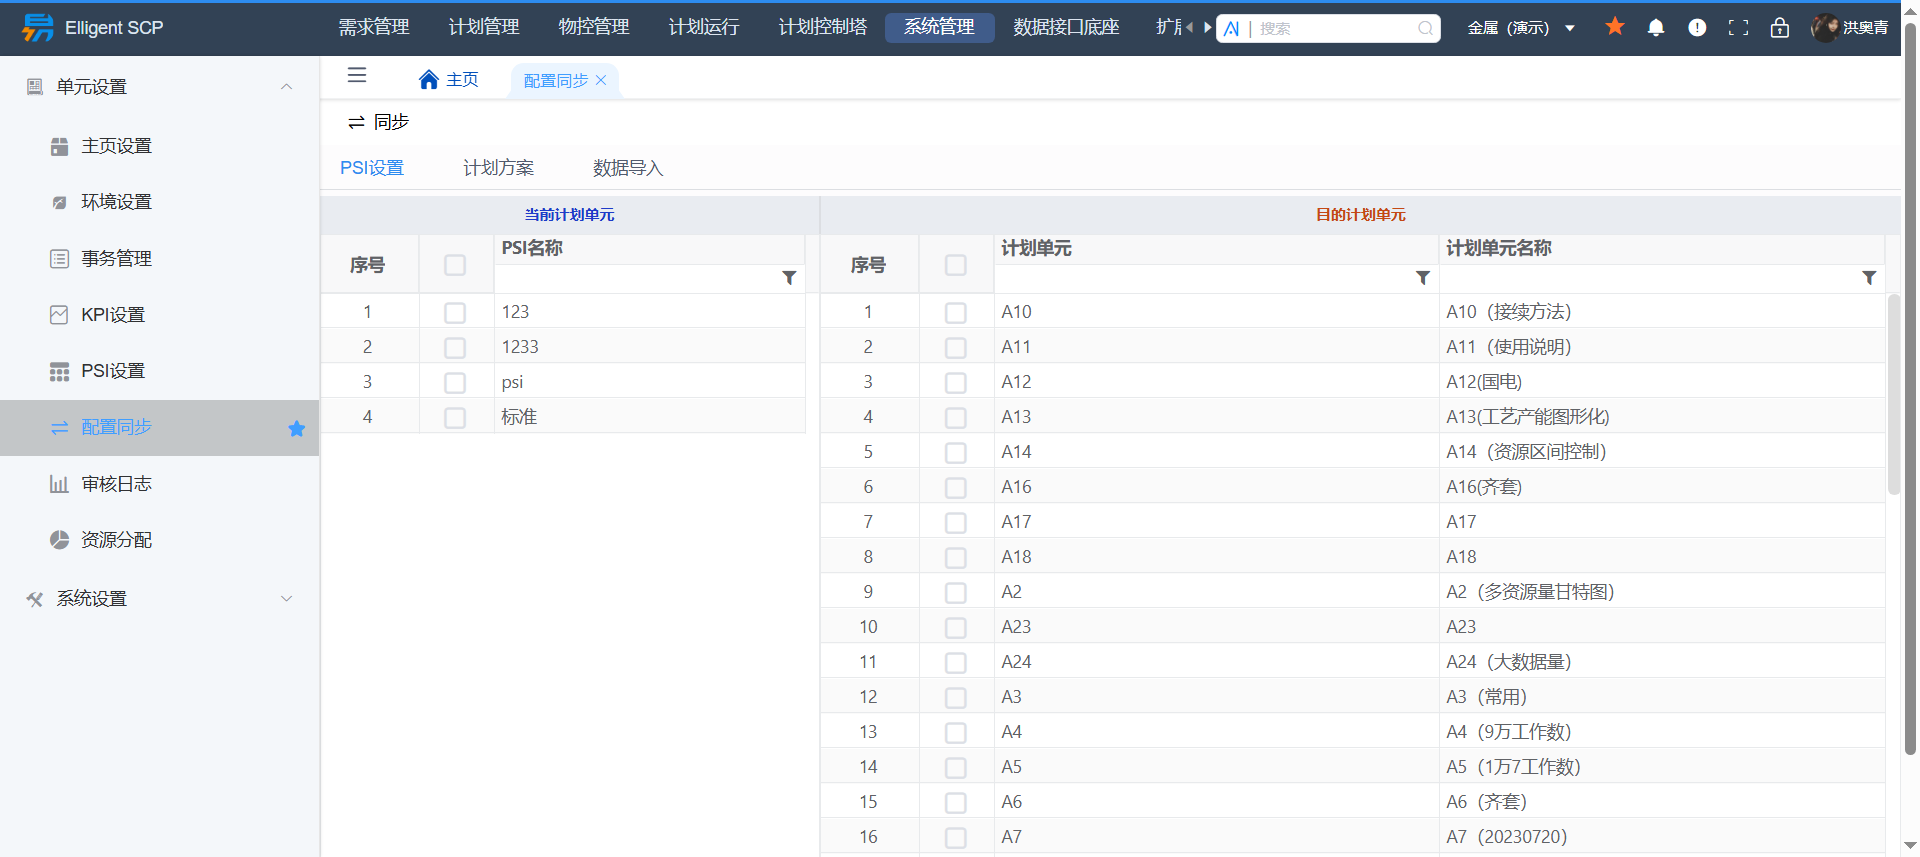 Elligent SCP
需求管理 计划管理 物控管理 计划运行 计划控制塔 系统管理 数据接口底座
AI | 搜索
金属（演示）
洪奥青
单元设置
主页设置
环境设置
事务管理
KPI设置
PSI设置
配置同步
审核日志
资源分配
系统设置
主页 配置同步
同步
PSI设置 计划方案 数据导入
当前计划单元
序号 PSI名称
1 123
2 1233
3 psi
4 标准
目的计划单元
序号 计划单元 计划单元名称
1 A10 A10（接续方法）
2 A11 A11（使用说明）
3 A12 A12(国电)
4 A13 A13(工艺产能图形化)
5 A14 A14（资源区间控制）
6 A16 A16(齐套)
7 A17 A17
8 A18 A18
9 A2 A2（多资源量甘特图）
10 A23 A23
11 A24 A24（大数据量）
12 A3 A3（常用）
13 A4 A4（9万工作数）
14 A5 A5（1万7工作数）
15 A6 A6（齐套）
16 A7 A7（20230720）